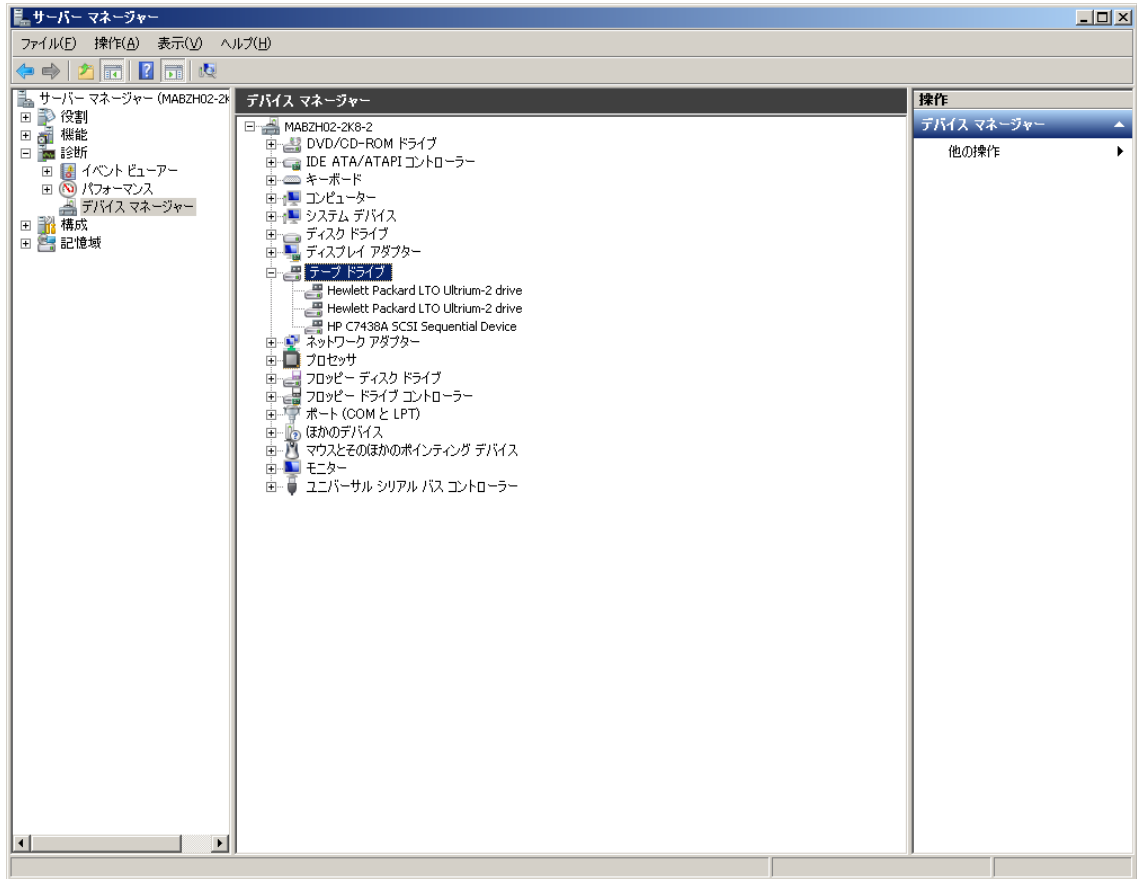 サーバー マネージャー
ファイル(F) 操作(A) 表示(V) ヘルプ(H)
サーバー マネージャー (MABZH02-2K
役割
機能
診断
イベント ビューアー
パフォーマンス
デバイス マネージャー
構成
記憶域
デバイス マネージャー
MABZH02-2K8-2
DVD/CD-ROM ドライブ
IDE ATA/ATAPI コントローラー
キーボード
コンピューター
システム デバイス
ディスク ドライブ
ディスプレイ アダプター
テープ ドライブ
Hewlett Packard LTO Ultrium-2 drive
Hewlett Packard LTO Ultrium-2 drive
HP C7438A SCSI Sequential Device
ネットワーク アダプター
プロセッサ
フロッピー ディスク ドライブ
フロッピー ドライブ コントローラー
ポート (COM と LPT)
ほかのデバイス
マウスとそのほかのポインティング デバイス
モニター
ユニバーサル シリアル バス コントローラー
操作
デバイス マネージャー
他の操作